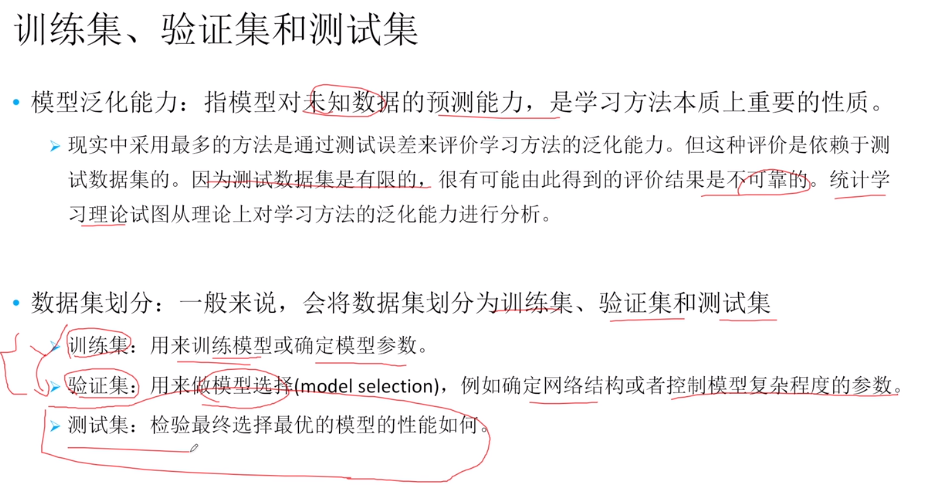 训练集、验证集和测试集
• 模型泛化能力：指模型对未知数据的预测能力，是学习方法本质上重要的性质。
➢ 现实中采用最多的方法是通过测试误差来评价学习方法的泛化能力。但这种评价是依赖于测
试数据集的。因为测试数据集是有限的，很有可能由此得到的评价结果是不可靠的。统计学
习理论试图从理论上对学习方法的泛化能力进行分析。
• 数据集划分：一般来说，会将数据集划分为训练集、验证集和测试集
➢ 训练集：用来训练模型或确定模型参数。
➢ 验证集：用来做模型选择(model selection)，例如确定网络结构或者控制模型复杂程度的参数。
➢ 测试集：检验最终选择最优的模型的性能如何。